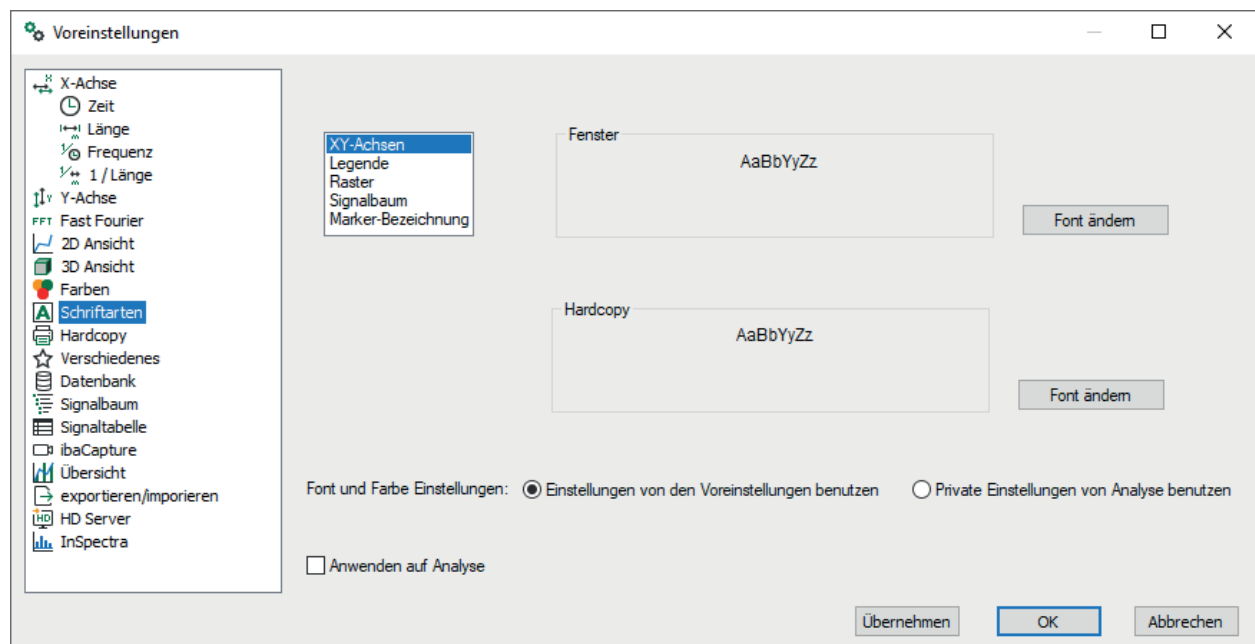 Voreinstellungen
X-Achse
Zeit
Länge
Frequenz
1 / Länge
Y-Achse
FFT Fast Fourier
2D Ansicht
3D Ansicht
Farben
A Schriftarten
Hardcopy
Verschiedenes
Datenbank
Signalbaum
Signaltabelle
ibaCapture
Übersicht
exportieren/imporieren
HD HD Server
InSpectra
XY-Achsen
Legende
Raster
Signalbaum
Marker-Bezeichnung
Fenster
AaBbYyZz
Font ändern
Hardcopy
AaBbYyZz
Font ändern
Font und Farbe Einstellungen: Einstellungen von den Voreinstellungen benutzen Private Einstellungen von Analyse benutzen
Anwenden auf Analyse
Übernehmen OK Abbrechen